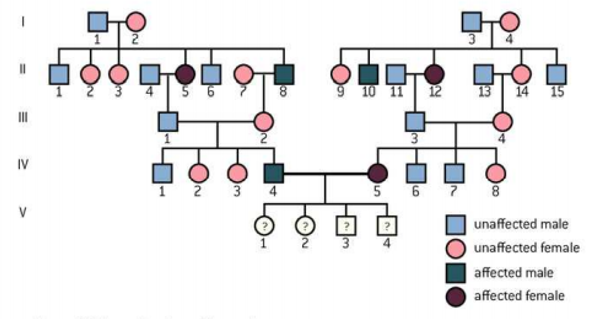 I
1 2 3 4
II
1 2 3 4 5 6 7 8 9 10 11 12 13 14 15
III
1 2 3 4
IV
1 2 3 4 5 6 7 8
V
? ? ? ?
1 2 3 4
unaffected male
unaffected female
affected male
affected female